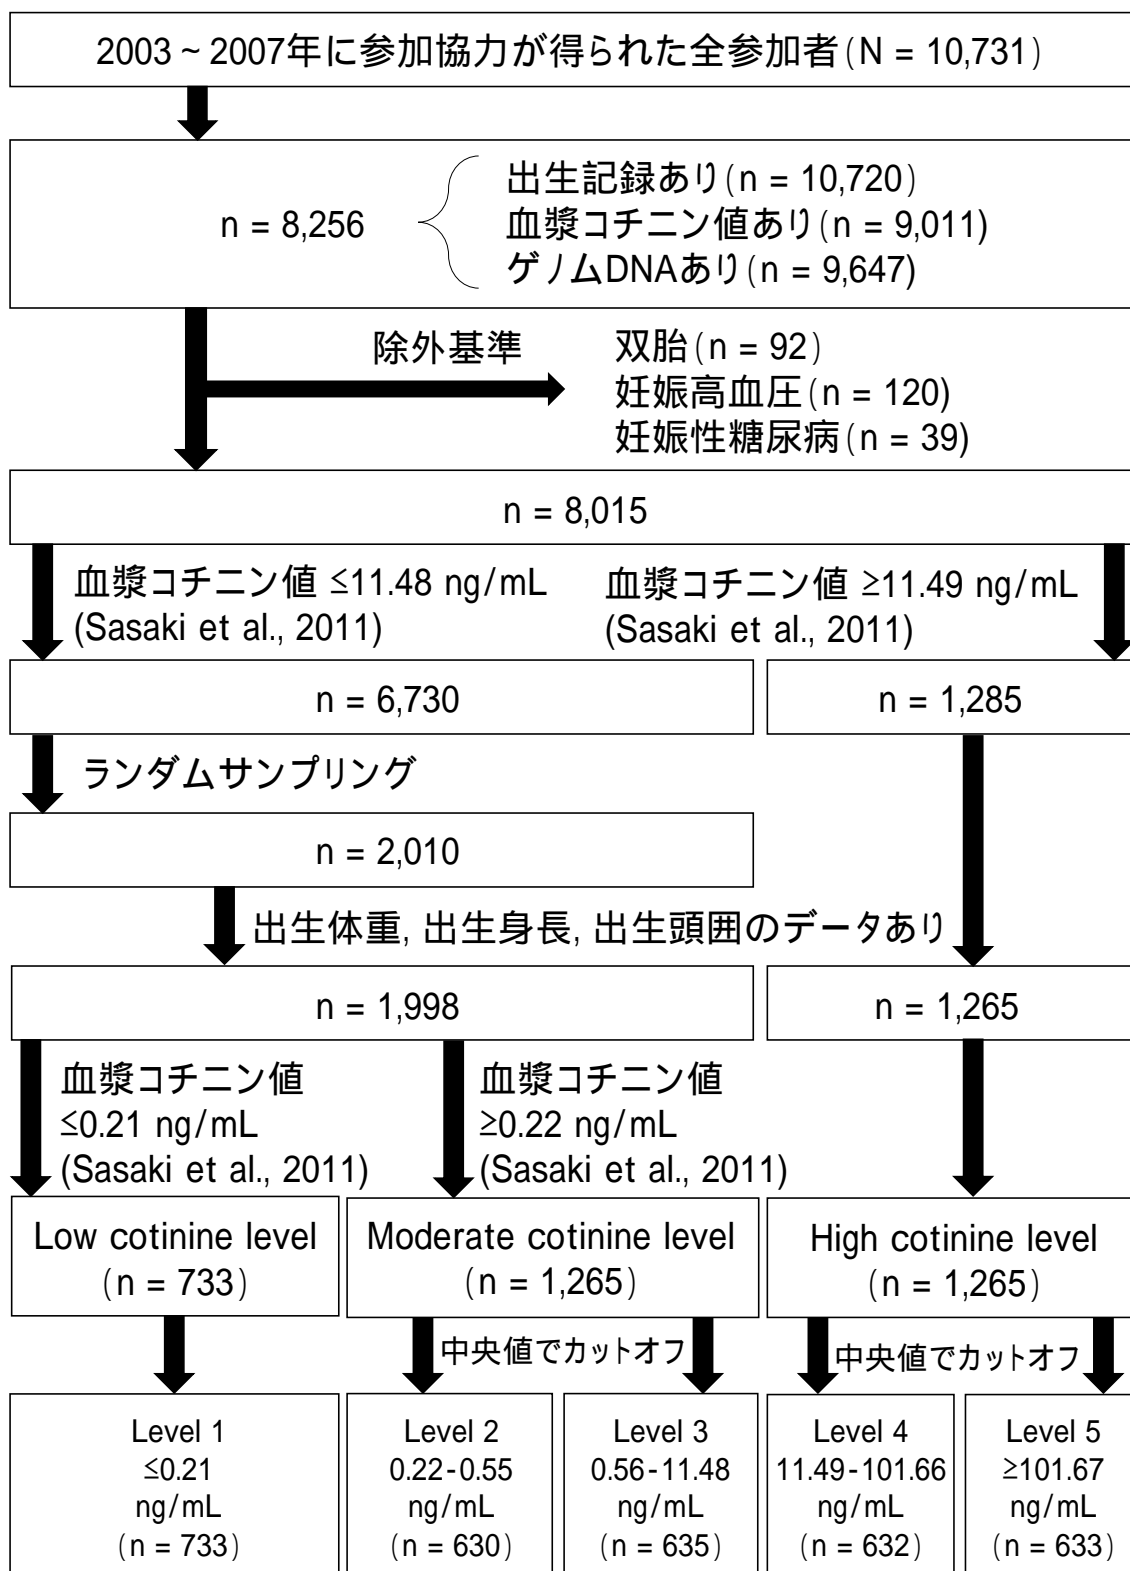 2003 ~ 2007年に参加協力が得られた全参加者(N = 10,731)
n = 8,256
出生記録あり(n = 10,720)
血漿コチニン値あり(n = 9,011)
ゲノムDNAあり(n = 9,647)
除外基準
双胎(n = 92)
妊娠高血圧(n = 120)
妊娠性糖尿病(n = 39)
n = 8,015
血漿コチニン値 ≤11.48 ng/mL
(Sasaki et al., 2011)
血漿コチニン値 ≥11.49 ng/mL
(Sasaki et al., 2011)
n = 6,730
n = 1,285
ランダムサンプリング
n = 2,010
出生体重, 出生身長, 出生頭囲のデータあり
n = 1,998
n = 1,265
血漿コチニン値
≤0.21 ng/mL
(Sasaki et al., 2011)
血漿コチニン値
≥0.22 ng/mL
(Sasaki et al., 2011)
Low cotinine level
(n = 733)
Moderate cotinine level
(n = 1,265)
High cotinine level
(n = 1,265)
中央値でカットオフ
中央値でカットオフ
Level 1
≤0.21
ng/mL
(n = 733)
Level 2
0.22-0.55
ng/mL
(n = 630)
Level 3
0.56-11.48
ng/mL
(n = 635)
Level 4
11.49-101.66
ng/mL
(n = 632)
Level 5
≥101.67
ng/mL
(n = 633)